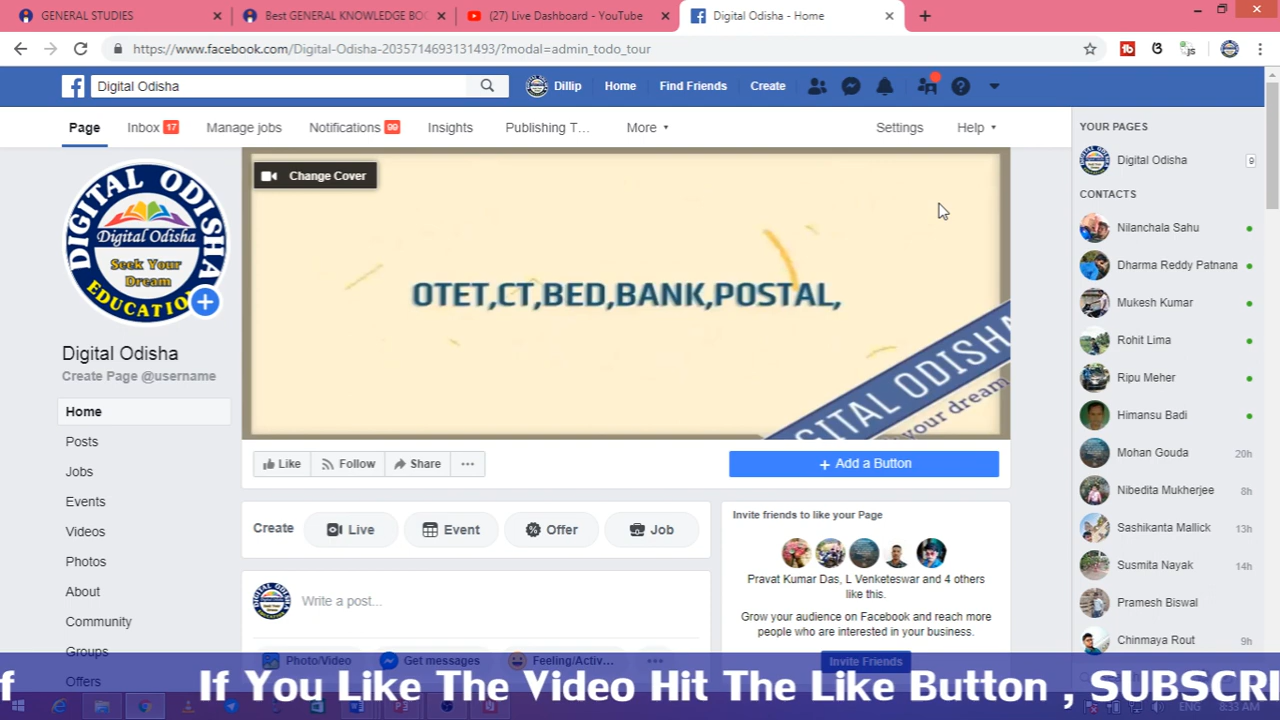 GENERAL STUDIES
Best GENERAL KNOWLEDGE BOO
(27) Live Dashboard - YouTube
Digital Odisha - Home
https://www.facebook.com/Digital-Odisha-2035714693131493/?modal=admin_todo_tour
Digital Odisha
Dillip
Home
Find Friends
Create
Page
Inbox 17
Manage jobs
Notifications 99
Insights
Publishing T...
More
Settings
Help
YOUR PAGES
Digital Odisha 9
CONTACTS
Nilanchala Sahu
Dharma Reddy Patnana
Mukesh Kumar
Rohit Lima
Ripu Meher
Himansu Badi
Mohan Gouda 20h
Nibedita Mukherjee 8h
Sashikanta Mallick 13h
Susmita Nayak 14h
Pramesh Biswal
Chinmaya Rout 9h
DIGITAL ODISHA
Digital Odisha
Seek Your
Dream
EDUCATION
Digital Odisha
Create Page @username
Home
Posts
Jobs
Events
Videos
Photos
About
Community
Groups
Offers
Change Cover
OTET,CT,BED,BANK,POSTAL,
GITAL ODISHA
your dream
Like
Follow
Share
+ Add a Button
Create
Live
Event
Offer
Job
Write a post...
Photo/Video
Get messages
Feeling/Activ...
Invite friends to like your Page
Pravat Kumar Das, L Venketeswar and 4 others
like this.
Grow your audience on Facebook and reach more
people who are interested in your business.
Invite Friends
f If You Like The Video Hit The Like Button , SUBSCRI
ENG
8:33 AM